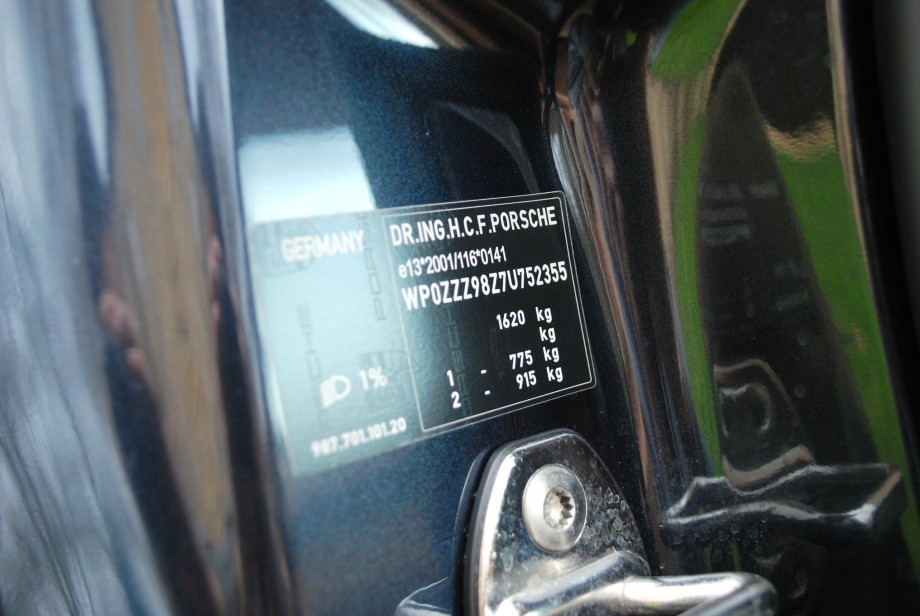 GERMANY
1%
987.701.101.20
DR.ING.H.C.F.PORSCHE
e13*2001/116*0141
WP0ZZZ98Z7U752355
1620 kg
kg
1 - 775 kg
2 - 915 kg